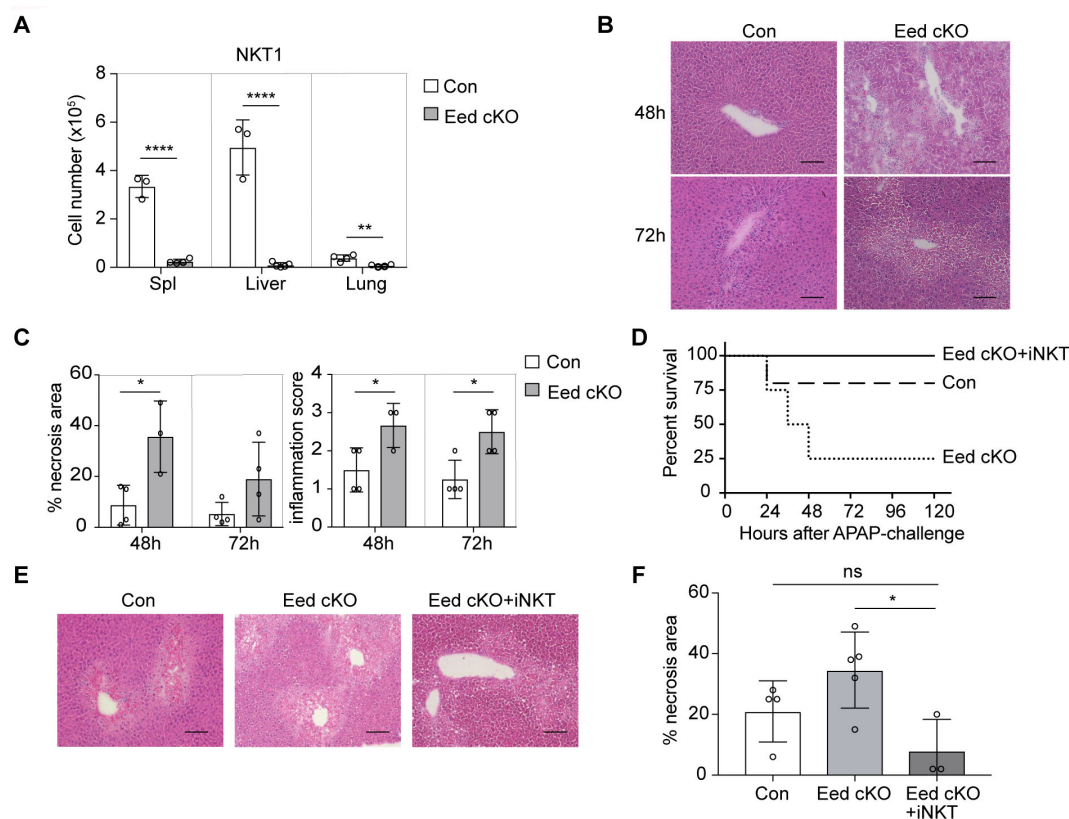 A
NKT1
Cell number (x10⁵)
8
6
4
2
0
****
****
**
Spl
Liver
Lung
Con
Eed cKO
B
Con
Eed cKO
48h
72h
C
% necrosis area
60
40
20
0
*
48h
72h
inflammation score
4
3
2
1
0
*
*
48h
72h
Con
Eed cKO
D
Percent survival
100
75
50
25
0
0
24
48
72
96
120
Hours after APAP-challenge
Eed cKO+iNKT
Con
Eed cKO
E
Con
Eed cKO
Eed cKO+iNKT
F
% necrosis area
60
40
20
0
ns
*
Con
Eed cKO
Eed cKO
+iNKT